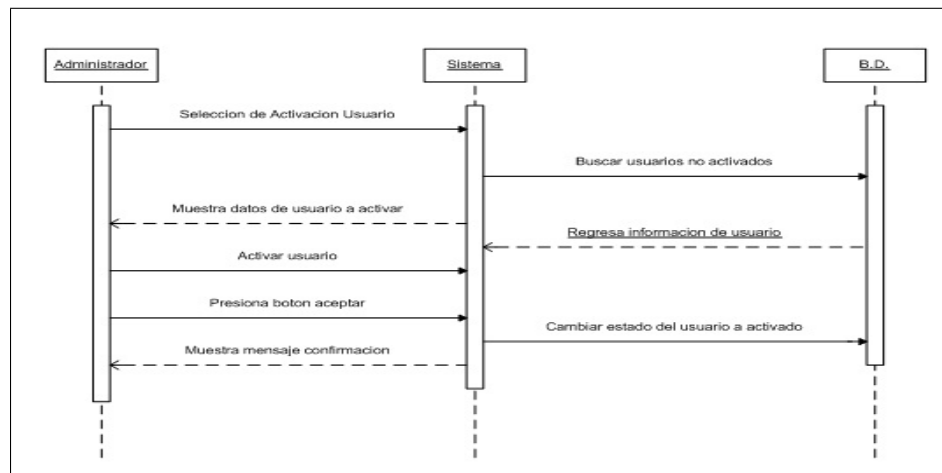 Administrador
Sistema
B.D.
Seleccion de Activacion Usuario
Buscar usuarios no activados
Muestra datos de usuario a activar
Regresa informacion de usuario
Activar usuario
Presiona boton aceptar
Cambiar estado del usuario a activado
Muestra mensaje confirmacion